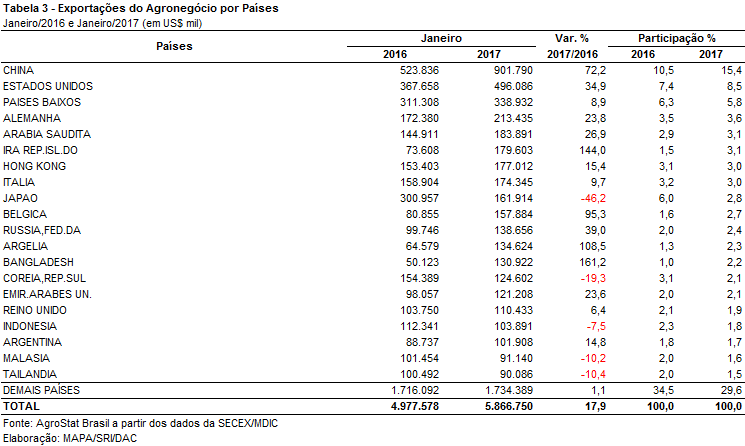 Tabela 3 - Exportações do Agronegócio por Países
Janeiro/2016 e Janeiro/2017 (em US$ mil)
Países Janeiro Var. % Participação %
2016 2017 2017/2016 2016 2017
CHINA 523.836 901.790 72,2 10,5 15,4
ESTADOS UNIDOS 367.658 496.086 34,9 7,4 8,5
PAISES BAIXOS 311.308 338.932 8,9 6,3 5,8
ALEMANHA 172.380 213.435 23,8 3,5 3,6
ARABIA SAUDITA 144.911 183.891 26,9 2,9 3,1
IRA REP.ISL.DO 73.608 179.603 144,0 1,5 3,1
HONG KONG 153.403 177.012 15,4 3,1 3,0
ITALIA 158.904 174.345 9,7 3,2 3,0
JAPAO 300.957 161.914 -46,2 6,0 2,8
BELGICA 80.855 157.884 95,3 1,6 2,7
RUSSIA,FED.DA 99.746 138.656 39,0 2,0 2,4
ARGELIA 64.579 134.624 108,5 1,3 2,3
BANGLADESH 50.123 130.922 161,2 1,0 2,2
COREIA,REP.SUL 154.389 124.602 -19,3 3,1 2,1
EMIR.ARABES UN. 98.057 121.208 23,6 2,0 2,1
REINO UNIDO 103.750 110.433 6,4 2,1 1,9
INDONESIA 112.341 103.891 -7,5 2,3 1,8
ARGENTINA 88.737 101.908 14,8 1,8 1,7
MALASIA 101.454 91.140 -10,2 2,0 1,6
TAILANDIA 100.492 90.086 -10,4 2,0 1,5
DEMAIS PAÍSES 1.716.092 1.734.389 1,1 34,5 29,6
TOTAL 4.977.578 5.866.750 17,9 100,0 100,0
Fonte: AgroStat Brasil a partir dos dados da SECEX/MDIC
Elaboração: MAPA/SRI/DAC